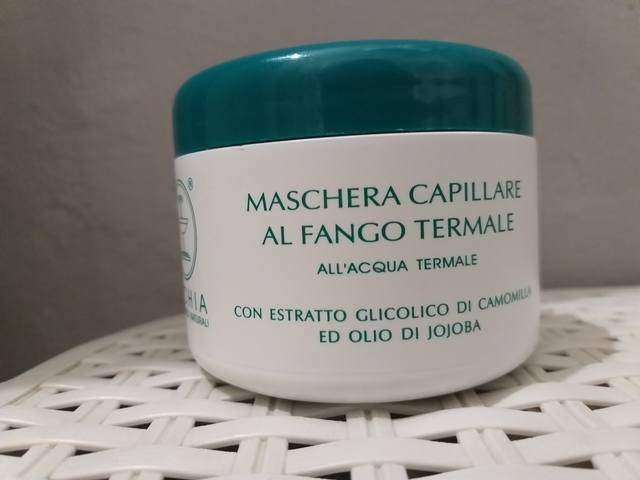 ®
MASCHERA CAPILLARE
AL FANGO TERMALE
ALL'ACQUA TERMALE
CON ESTRATTO GLICOLICO DI CAMOMILLA
ED OLIO DI JOJOBA